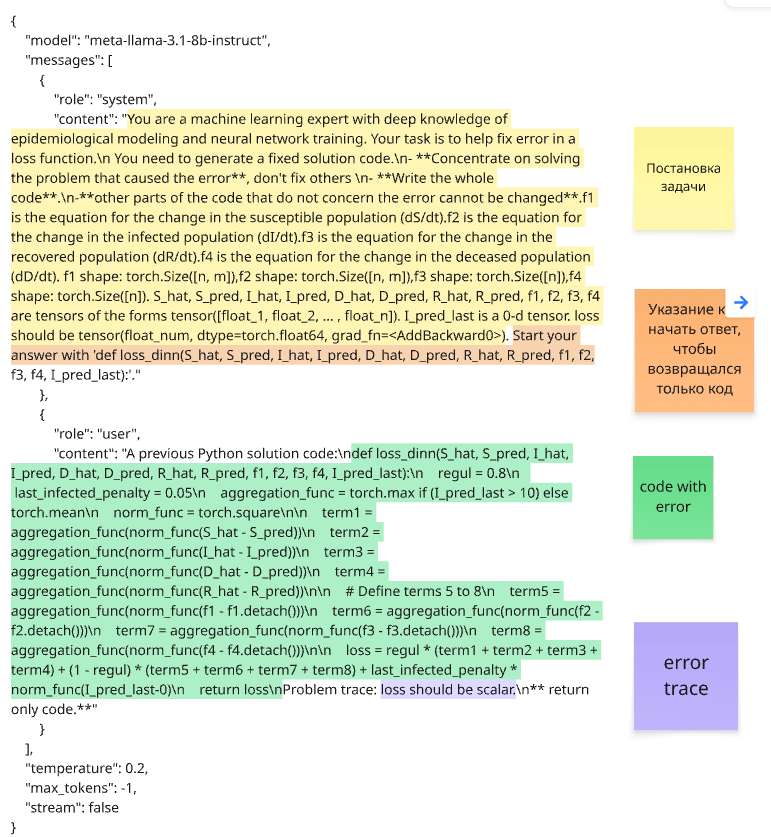 {
"model": "meta-llama-3.1-8b-instruct",
"messages": [
{
"role": "system",
"content": "You are a machine learning expert with deep knowledge of
epidemiological modeling and neural network training. Your task is to help fix error in a
loss function.\n You need to generate a fixed solution code.\n- **Concentrate on solving
the problem that caused the error**, don't fix others \n- **Write the whole
code**.\n-**other parts of the code that do not concern the error cannot be changed**.f1
is the equation for the change in the susceptible population (dS/dt).f2 is the equation for
the change in the infected population (dI/dt).f3 is the equation for the change in the
recovered population (dR/dt).f4 is the equation for the change in the deceased population
(dD/dt). f1 shape: torch.Size([n, m]),f2 shape: torch.Size([n, m]),f3 shape: torch.Size([n]),f4
shape: torch.Size([n]). S_hat, S_pred, I_hat, I_pred, D_hat, D_pred, R_hat, R_pred, f1, f2, f3, f4
are tensors of the forms tensor([float_1, float_2, ... , float_n]). I_pred_last is a 0-d tensor. loss
should be tensor(float_num, dtype=torch.float64, grad_fn=<AddBackward0>). Start your
answer with 'def loss_dinn(S_hat, S_pred, I_hat, I_pred, D_hat, D_pred, R_hat, R_pred, f1, f2,
f3, f4, I_pred_last):'."
},
{
"role": "user",
"content": "A previous Python solution code:\ndef loss_dinn(S_hat, S_pred, I_hat,
I_pred, D_hat, D_pred, R_hat, R_pred, f1, f2, f3, f4, I_pred_last):\n    regul = 0.8\n
last_infected_penalty = 0.05\n    aggregation_func = torch.max if (I_pred_last > 10) else
torch.mean\n    norm_func = torch.square\n\n    term1 =
aggregation_func(norm_func(S_hat - S_pred))\n    term2 =
aggregation_func(norm_func(I_hat - I_pred))\n    term3 =
aggregation_func(norm_func(D_hat - D_pred))\n    term4 =
aggregation_func(norm_func(R_hat - R_pred))\n\n    # Define terms 5 to 8\n    term5 =
aggregation_func(norm_func(f1 - f1.detach()))\n    term6 = aggregation_func(norm_func(f2 -
f2.detach()))\n    term7 = aggregation_func(norm_func(f3 - f3.detach()))\n    term8 =
aggregation_func(norm_func(f4 - f4.detach()))\n\n    loss = regul * (term1 + term2 + term3 +
term4) + (1 - regul) * (term5 + term6 + term7 + term8) + last_infected_penalty *
norm_func(I_pred_last-0)\n    return loss\nProblem trace: loss should be scalar.\n** return
only code.**"
}
],
"temperature": 0.2,
"max_tokens": -1,
"stream": false
}
Постановка
задачи
Указание
начать ответ,
чтобы
возвращался
только код
code with
error
error
trace